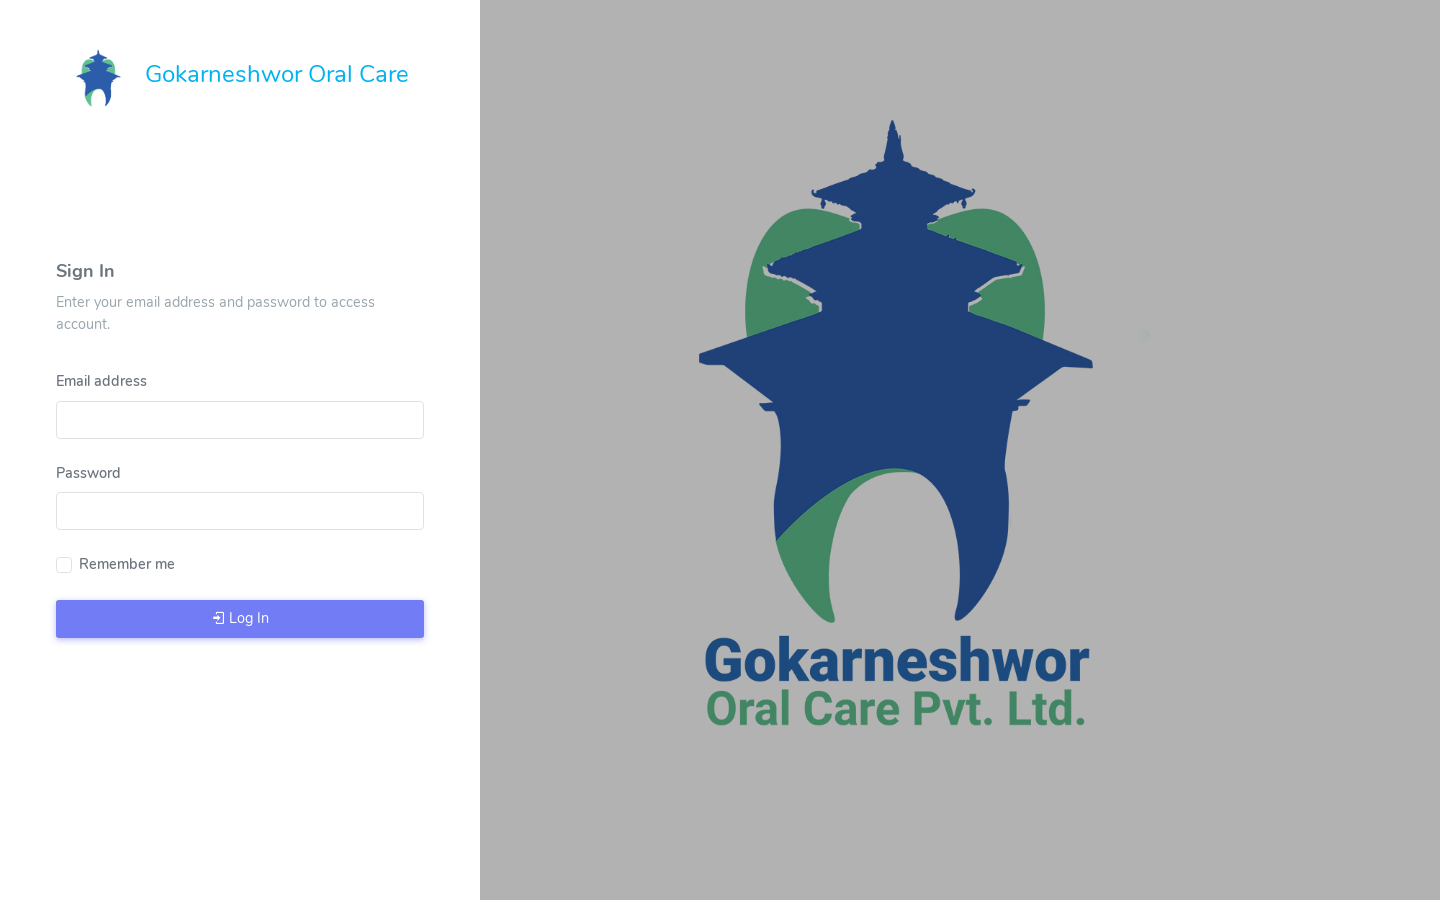 Gokarneshwor Oral Care
Sign In
Enter your email address and password to access
account.
Email address
Password
Remember me
Log In
Gokarneshwor
Oral Care Pvt. Ltd.